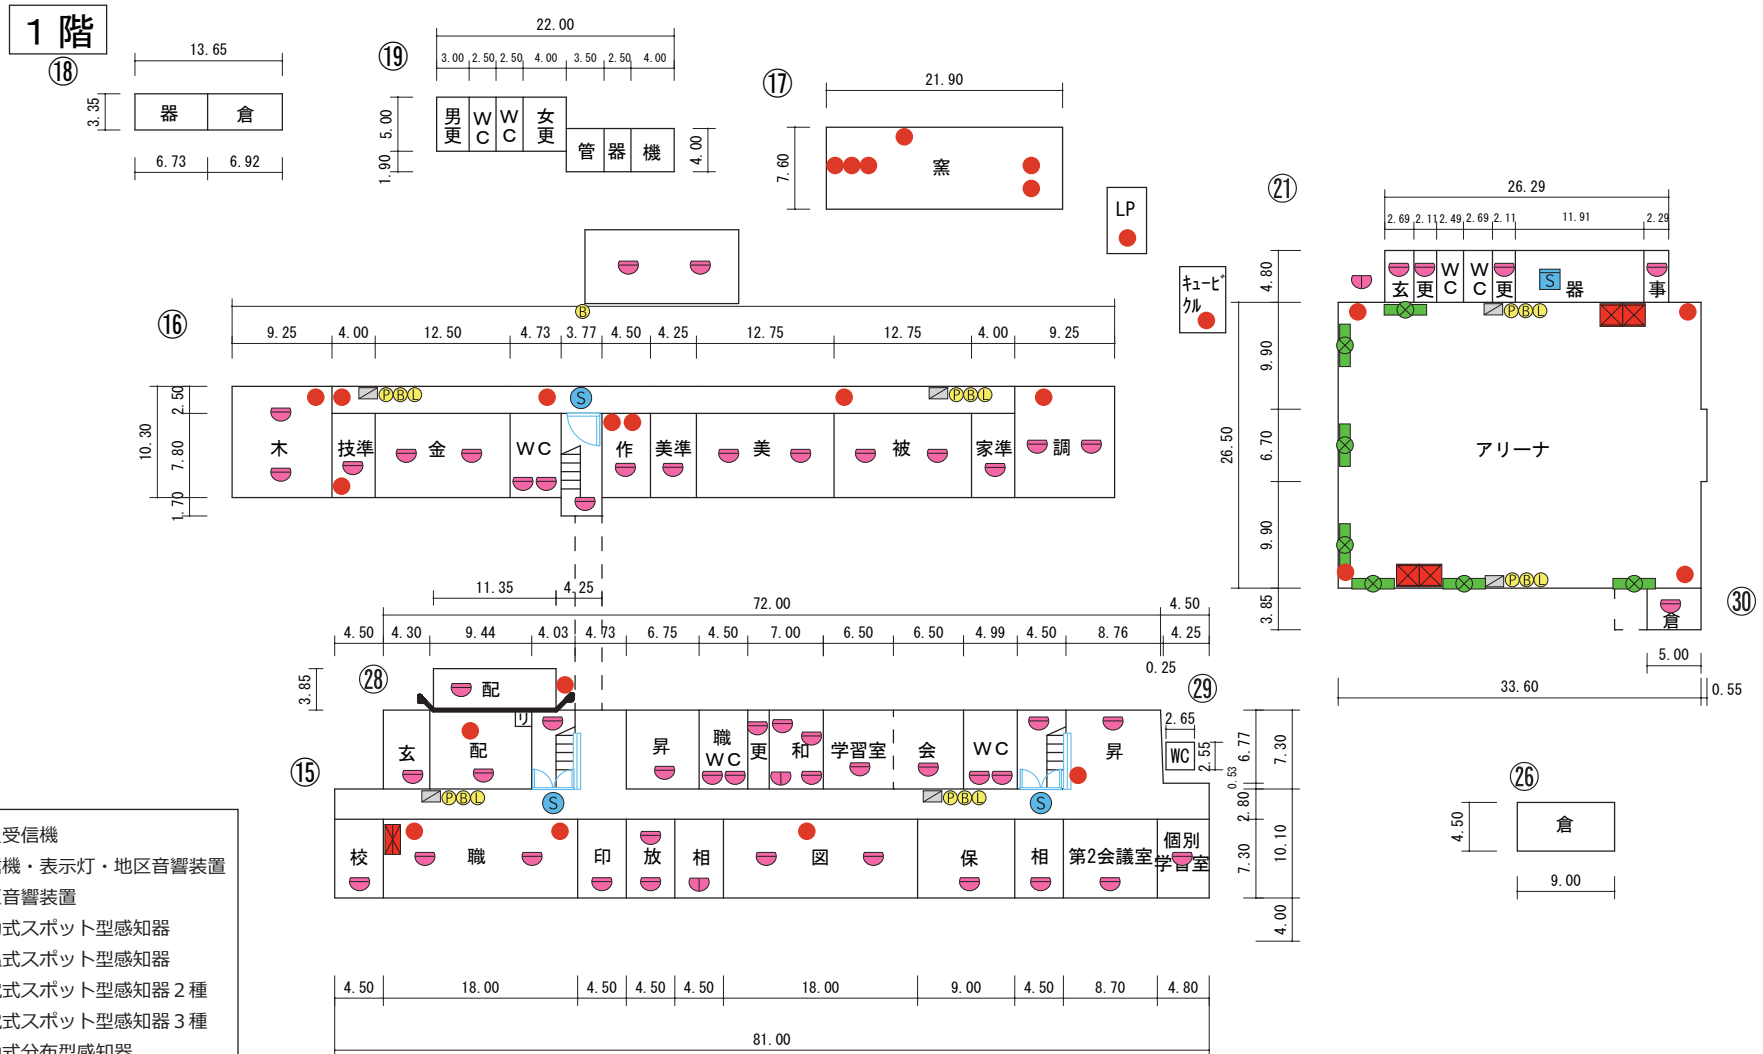 1階
⑱
13.65
3.35
器 倉
6.73 6.92
⑲
22.00
3.00 2.50 2.50 4.00 3.50 2.50 4.00
5.00
1.90
男更 WC WC 女更
管 器 機
4.00
⑰
21.90
7.60
窯
LP
キュービクル
㉑
26.29
2.69 2.11 2.49 2.69 2.11 11.91 2.29
4.80
玄 更 WC WC 更 S 器 事
PBL
26.50
9.90
6.70
9.90
アリーナ
PBL
3.85
倉
㉚
5.00
33.60 0.55
⑯
B
9.25 4.00 12.50 4.73 3.77 4.50 4.25 12.75 12.75 4.00 9.25
10.30
2.50
7.80
1.70
PBL S PBL
木 技準 金 WC 作 美準 美 被 家準 調
11.35 4.25
72.00 4.50
4.50 4.30 9.44 4.03 4.73 6.75 4.50 7.00 6.50 6.50 4.99 4.50 8.76 4.25
0.25
㉘
3.85
配
㉙
リ
2.65
WC
2.55
0.53
6.77
7.30
⑮
玄 配 昇 職WC 更 和 学習室 会 WC 昇
PBL S PBL S
2.80
7.30
10.10
4.00
校 職 印 放 相 図 保 相 第2会議室 個別学習室
4.50 18.00 4.50 4.50 4.50 18.00 9.00 4.50 8.70 4.80
81.00
㉖
4.50
倉
9.00
受信機
機・表示灯・地区音響装置
音響装置
式スポット型感知器
式スポット型感知器
式スポット型感知器２種
式スポット型感知器３種
式分布型感知器